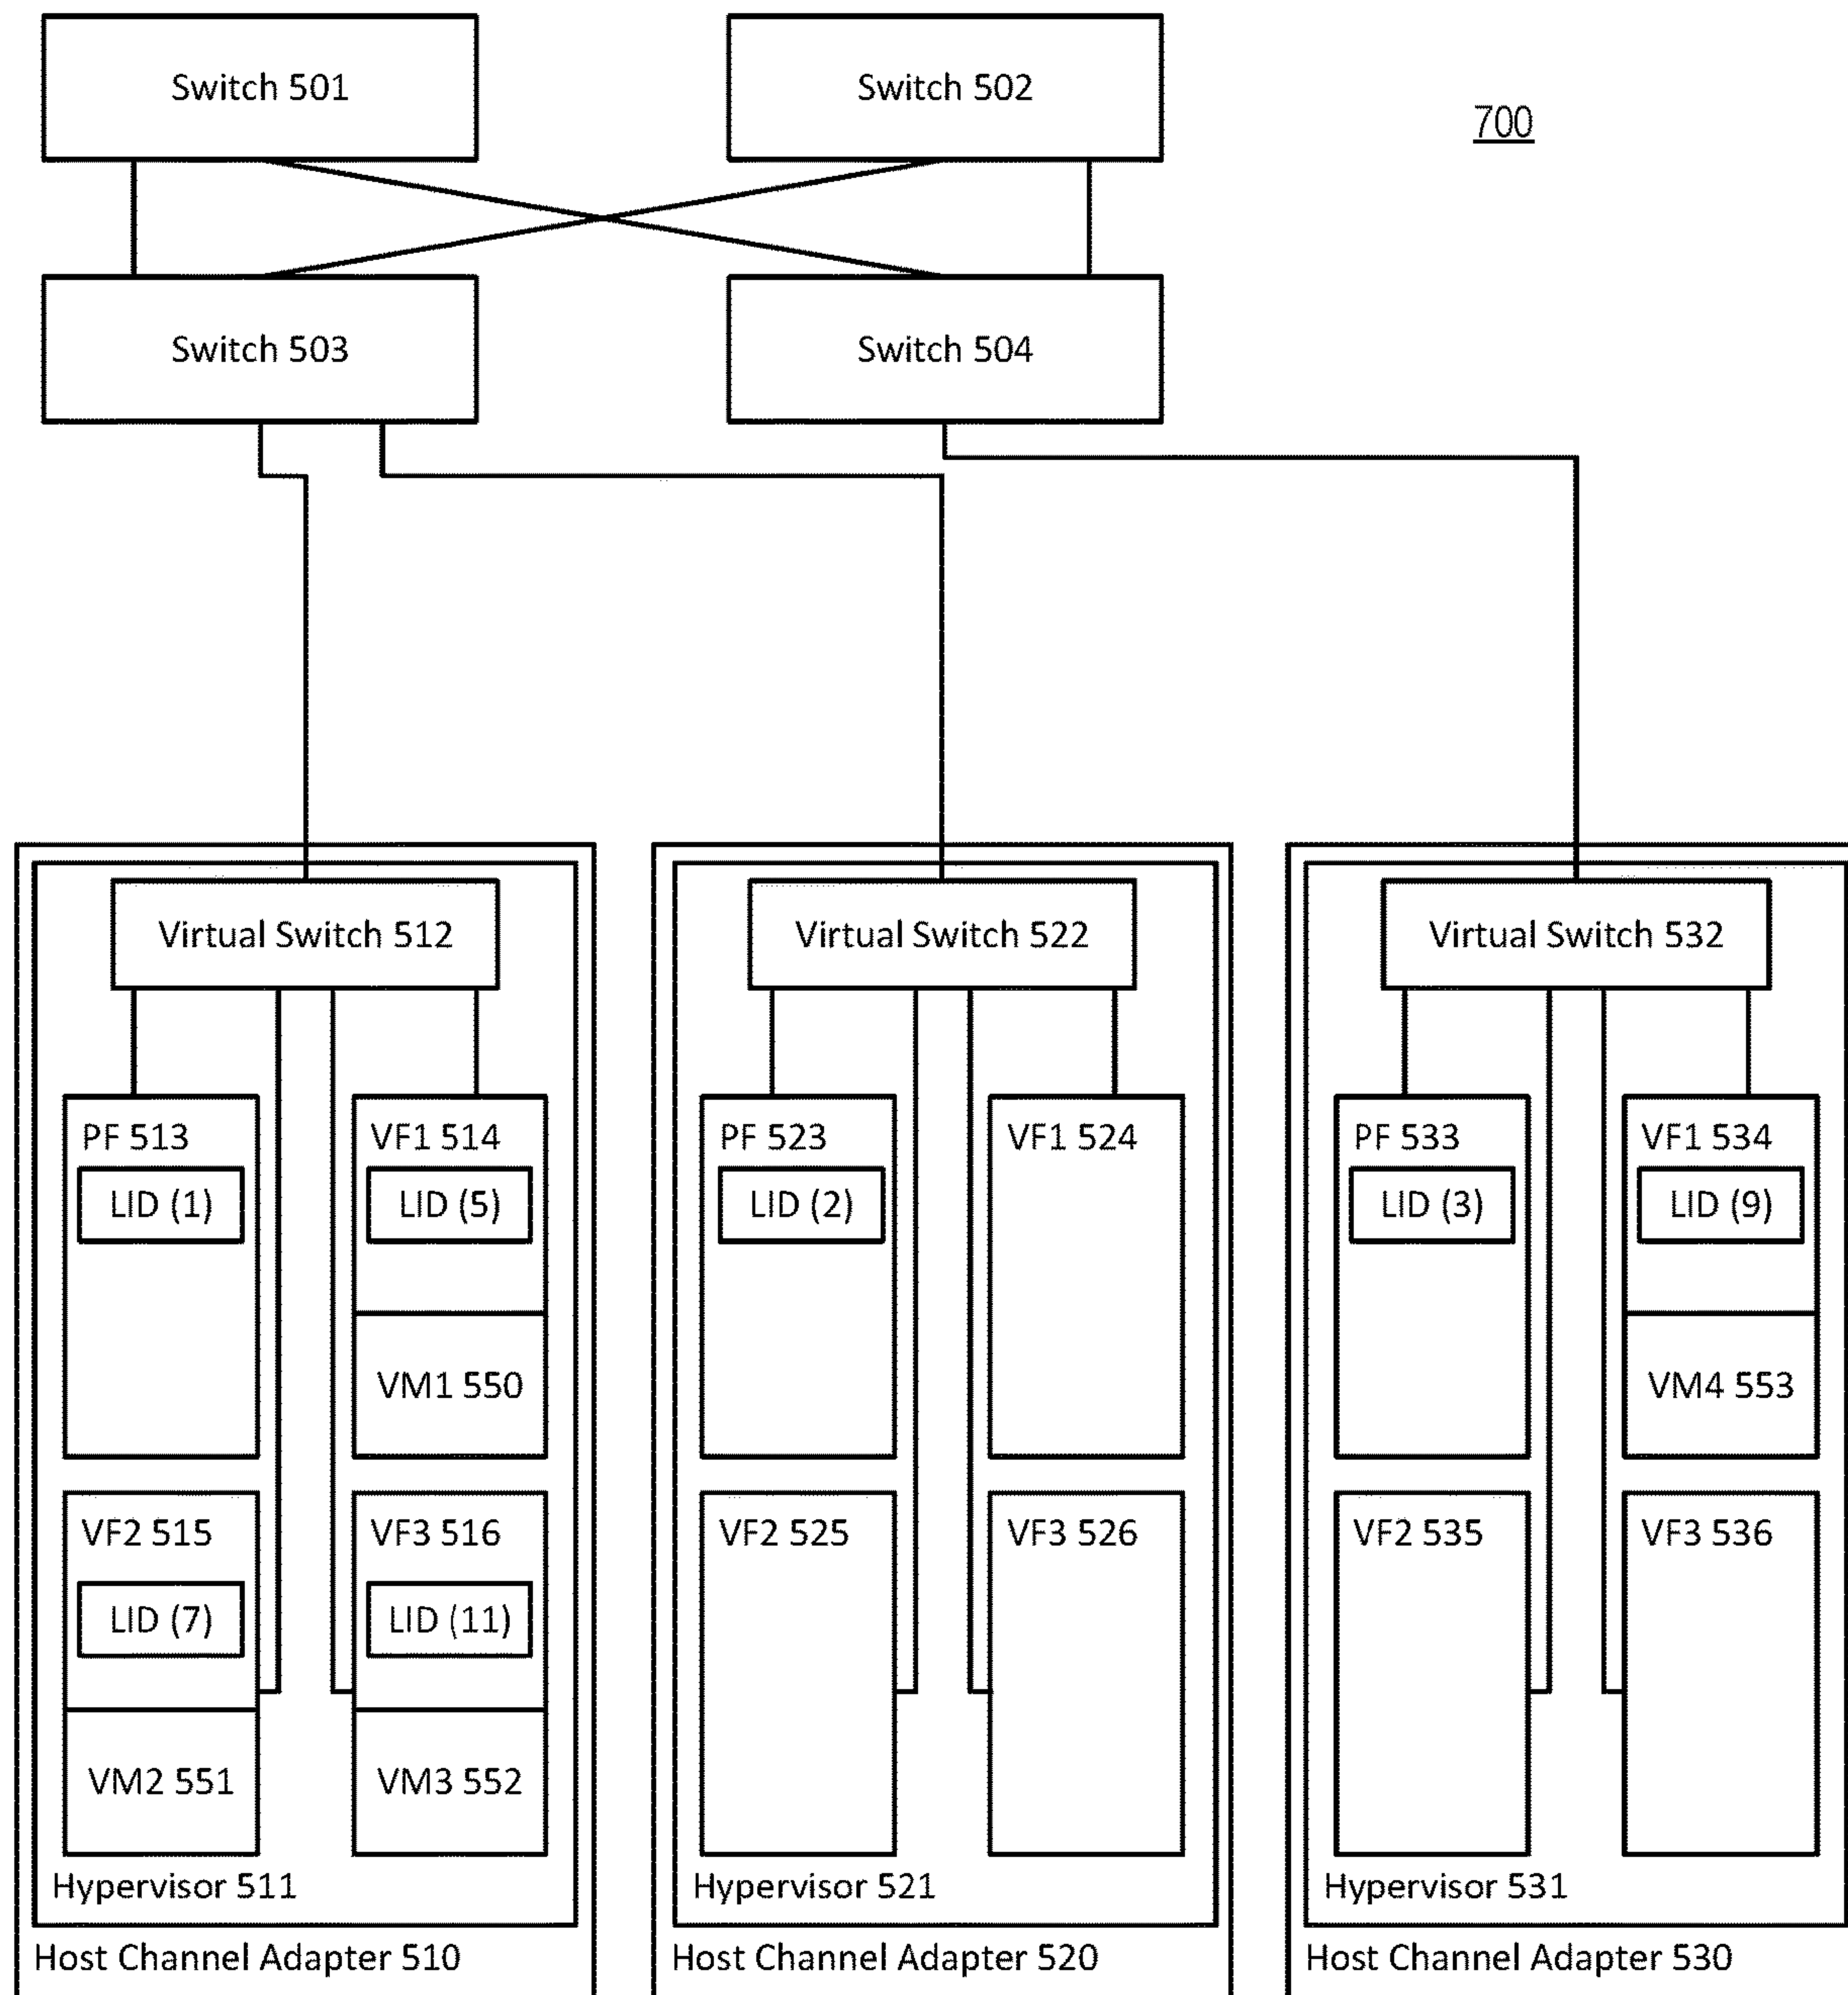 Switch 501
Switch 502
700
Switch 503
Switch 504
Virtual Switch 512
Virtual Switch 522
Virtual Switch 532
PF 513
LID (1)
VF1 514
LID (5)
VM1 550
VF2 515
LID (7)
VM2 551
VF3 516
LID (11)
VM3 552
Hypervisor 511
Host Channel Adapter 510
PF 523
LID (2)
VF1 524
VF2 525
VF3 526
Hypervisor 521
Host Channel Adapter 520
PF 533
LID (3)
VF1 534
LID (9)
VM4 553
VF2 535
VF3 536
Hypervisor 531
Host Channel Adapter 530